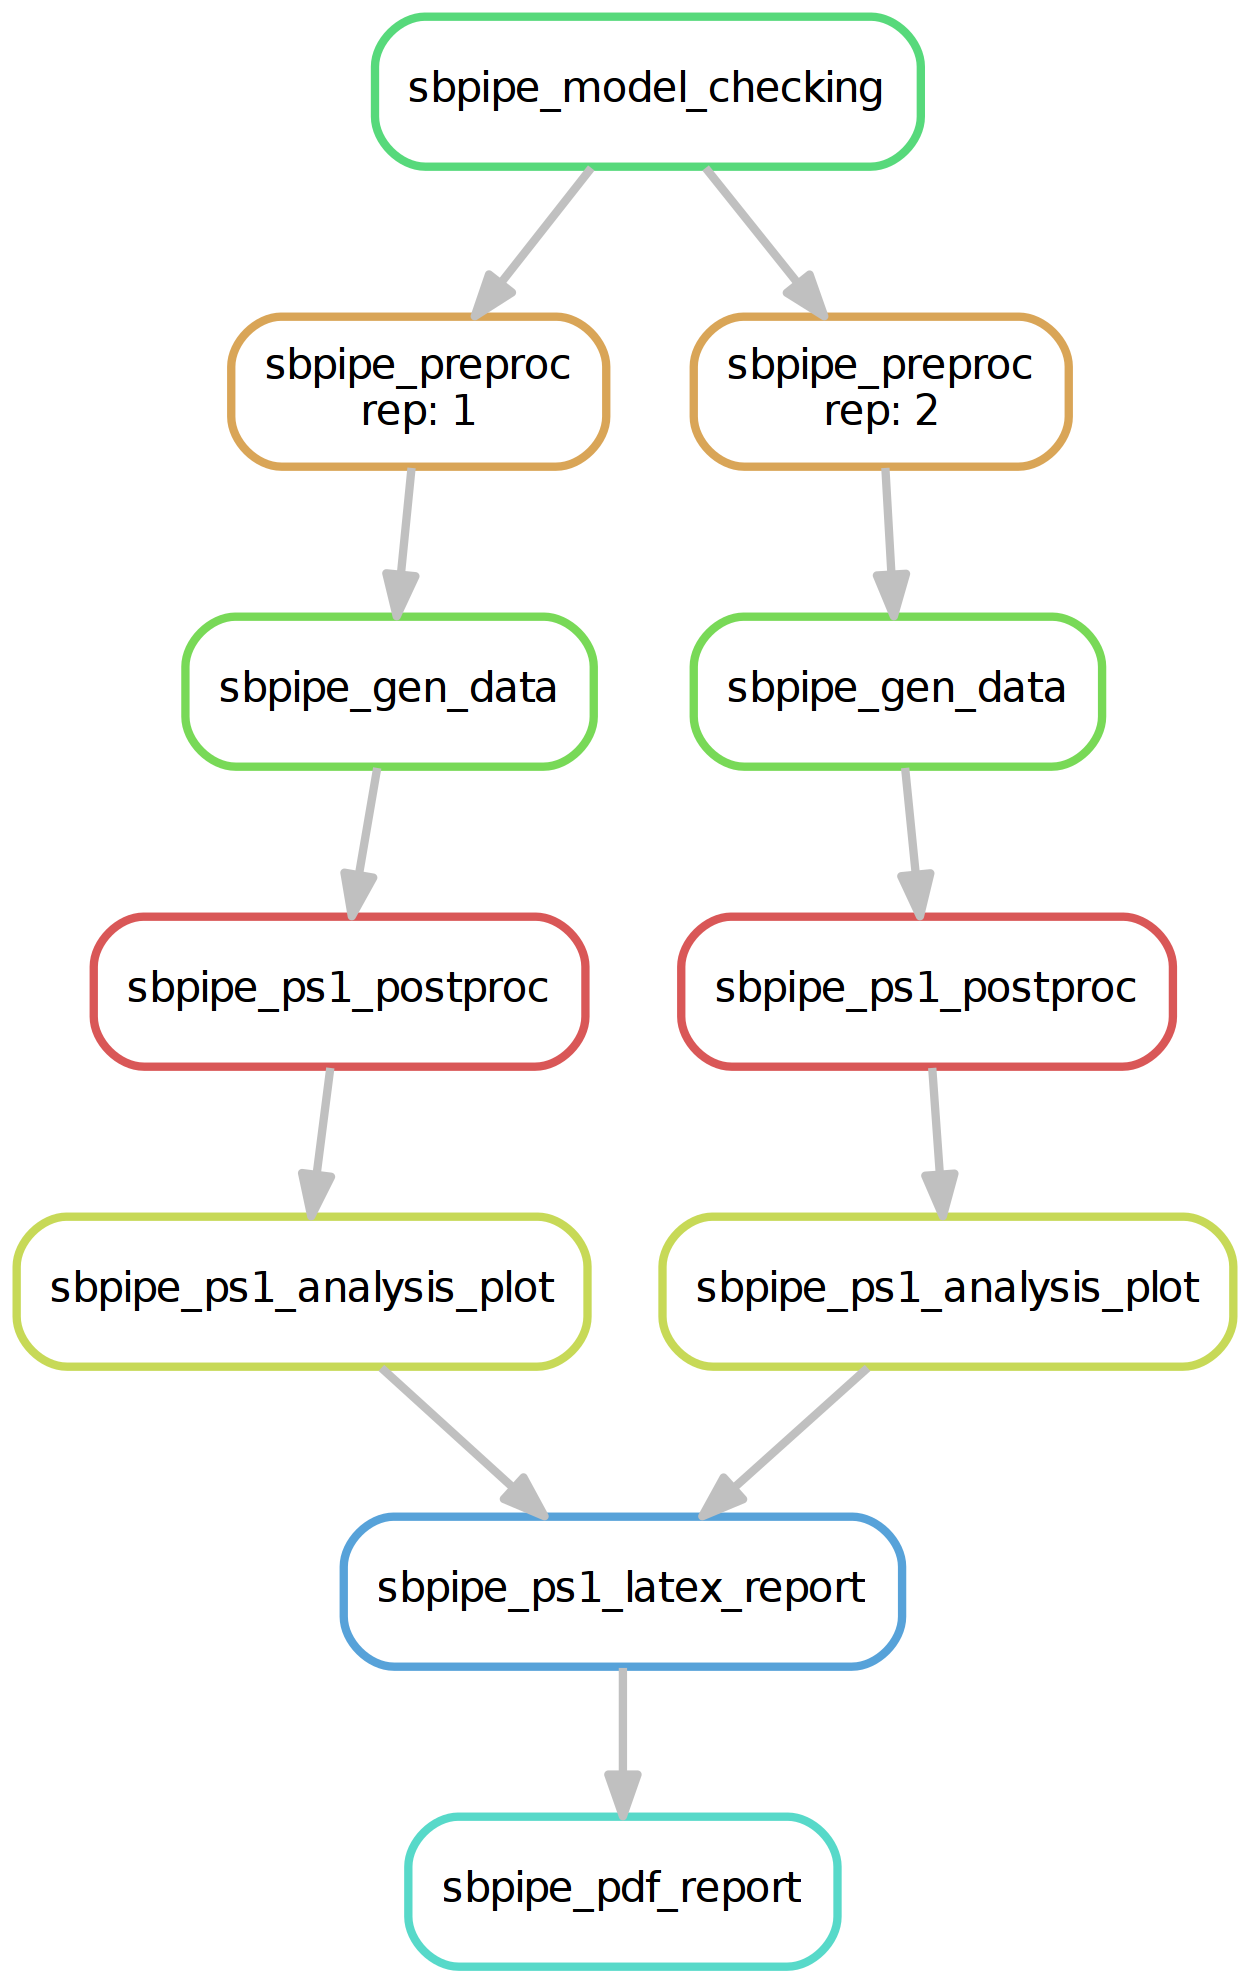 sbpipe_model_checking
sbpipe_preproc
rep: 1
sbpipe_preproc
rep: 2
sbpipe_gen_data
sbpipe_gen_data
sbpipe_ps1_postproc
sbpipe_ps1_postproc
sbpipe_ps1_analysis_plot
sbpipe_ps1_analysis_plot
sbpipe_ps1_latex_report
sbpipe_pdf_report